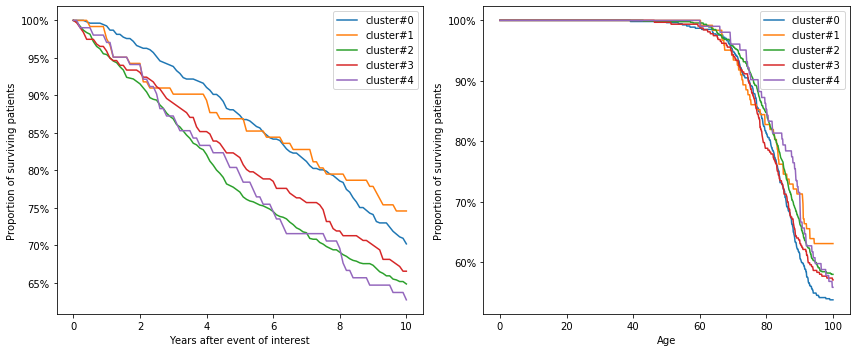 100%
95%
90%
85%
80%
75%
70%
65%
Proportion of surviving patients
0
2
4
6
8
10
Years after event of interest
cluster#0
cluster#1
cluster#2
cluster#3
cluster#4
100%
90%
80%
70%
60%
Proportion of surviving patients
0
20
40
60
80
100
Age
cluster#0
cluster#1
cluster#2
cluster#3
cluster#4